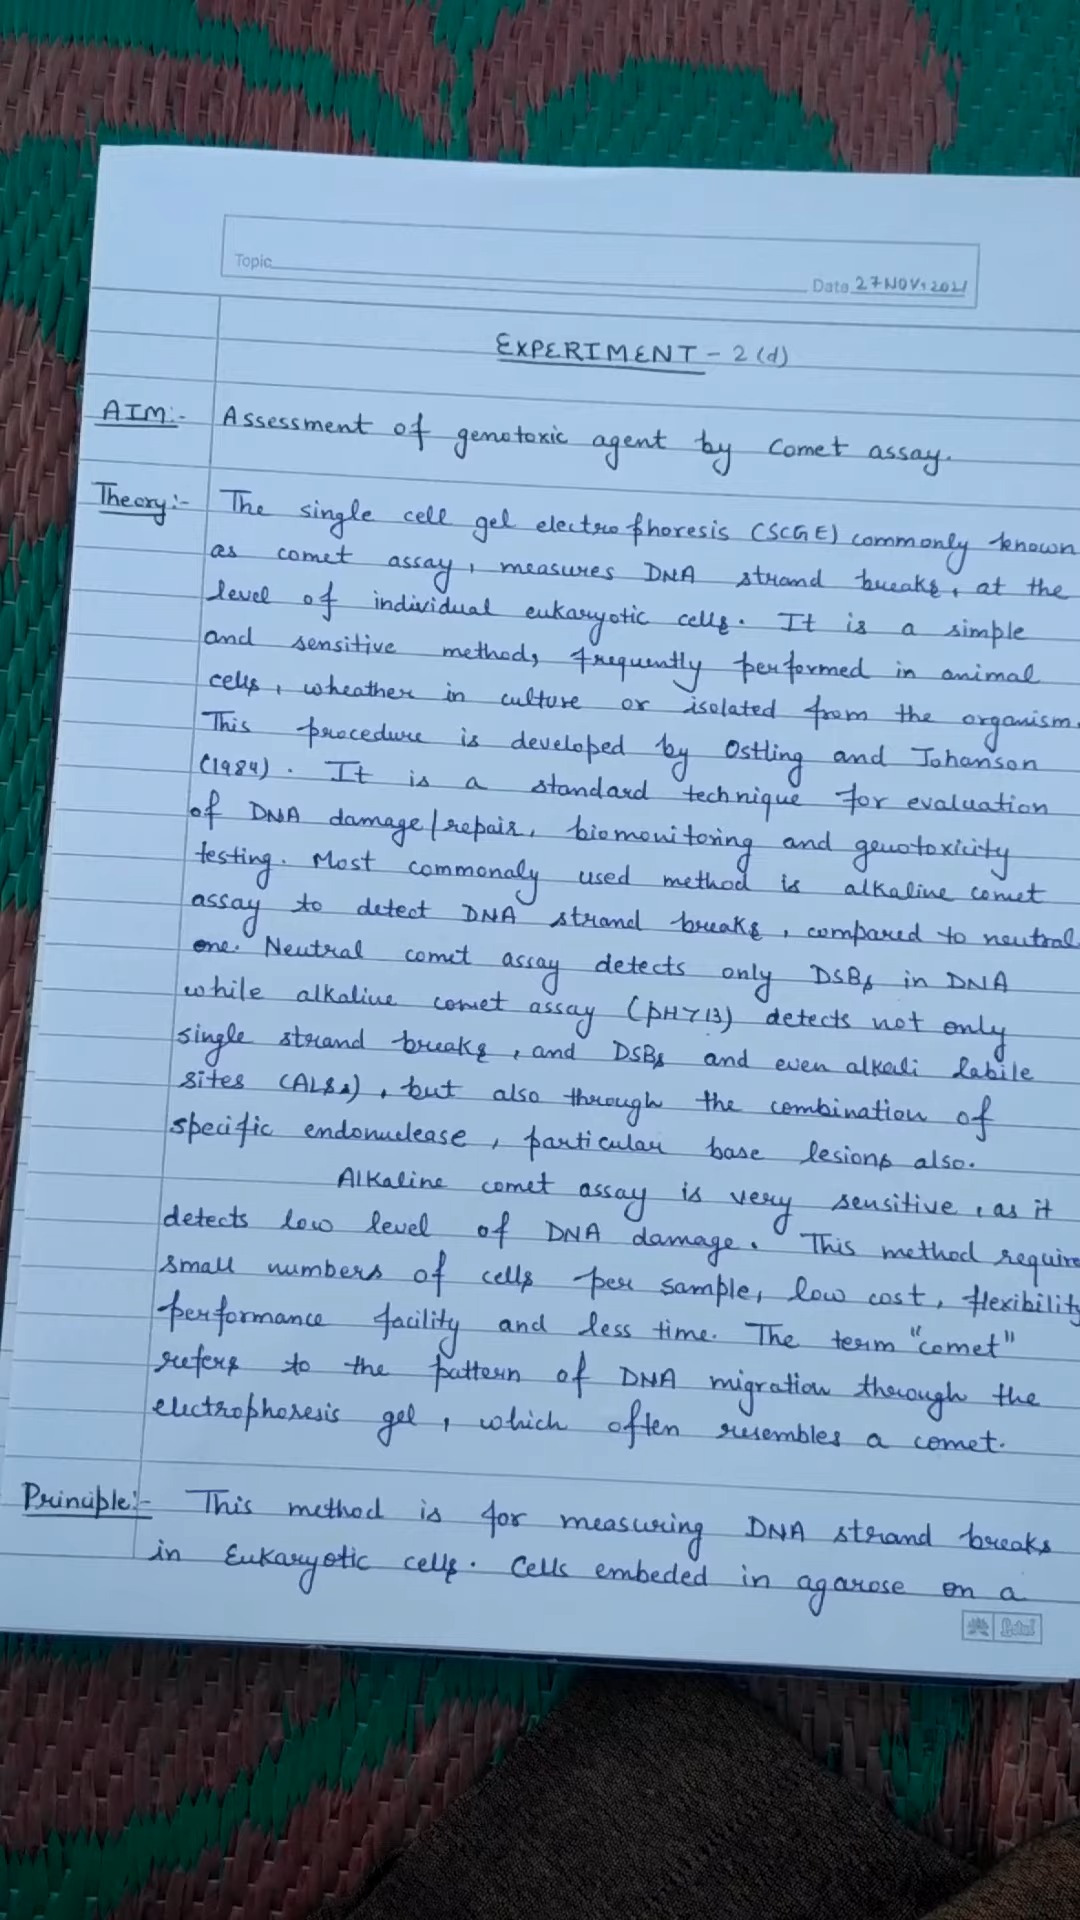 Topic
Date 27 NOV, 2021
EXPERIMENT - 2 (d)
AIM:- Assessment of genotoxic agent by Comet assay.
Theory:- The single cell gel electrophoresis (SCGE) commonly known
as comet assay, measures DNA strand breaks, at the
level of individual eukaryotic cells. It is a simple
and sensitive method, frequently performed in animal
cells, wheather in culture or isolated from the organism.
This procedure is developed by Ostling and Johanson
(1984). It is a standard technique for evaluation
of DNA damage/repair, biomonitoring and genotoxicity
testing. Most commonaly used method is alkaline comet
assay to detect DNA strand breaks, compared to neutral
one. Neutral comet assay detects only DSBs in DNA
while alkaline comet assay (pH>13) detects not only
single strand breaks, and DSBs and even alkali labile
sites (ALSs), but also through the combination of
specific endonuclease, particular base lesions also.
Alkaline comet assay is very sensitive, as it
detects low level of DNA damage. This method require
small numbers of cells per sample, low cost, flexibility
performance facility and less time. The term "comet"
refers to the pattern of DNA migration through the
electrophoresis gel, which often resembles a comet.
Principle:- This method is for measuring DNA strand breaks
in Eukaryotic cells. Cells embeded in agarose on a